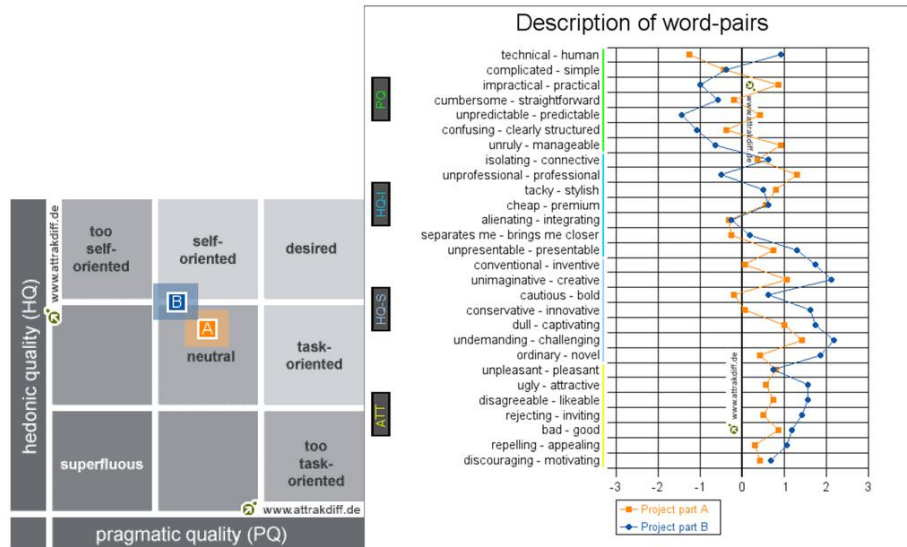 Description of word-pairs
technical - human
complicated - simple
impractical - practical
cumbersome - straightforward
unpredictable - predictable
confusing - clearly structured
unruly - manageable
isolating - connective
unprofessional - professional
tacky - stylish
cheap - premium
alienating - integrating
separates me - brings me closer
unpresentable - presentable
conventional - inventive
unimaginative - creative
cautious - bold
conservative - innovative
dull - captivating
undemanding - challenging
ordinary - novel
unpleasant - pleasant
ugly - attractive
disagreeable - likeable
rejecting - inviting
bad - good
repelling - appealing
discouraging - motivating
PQ
HQ-I
HQ-S
ATT
www.attrakdiff.de
www.attrakdiff.de
-3 -2 -1 0 1 2 3
Project part A
Project part B
hedonic quality (HQ)
www.attrakdiff.de
too
self-
oriented
self-
oriented
desired
B
A
neutral
task-
oriented
superfluous
too
task-
oriented
www.attrakdiff.de
pragmatic quality (PQ)